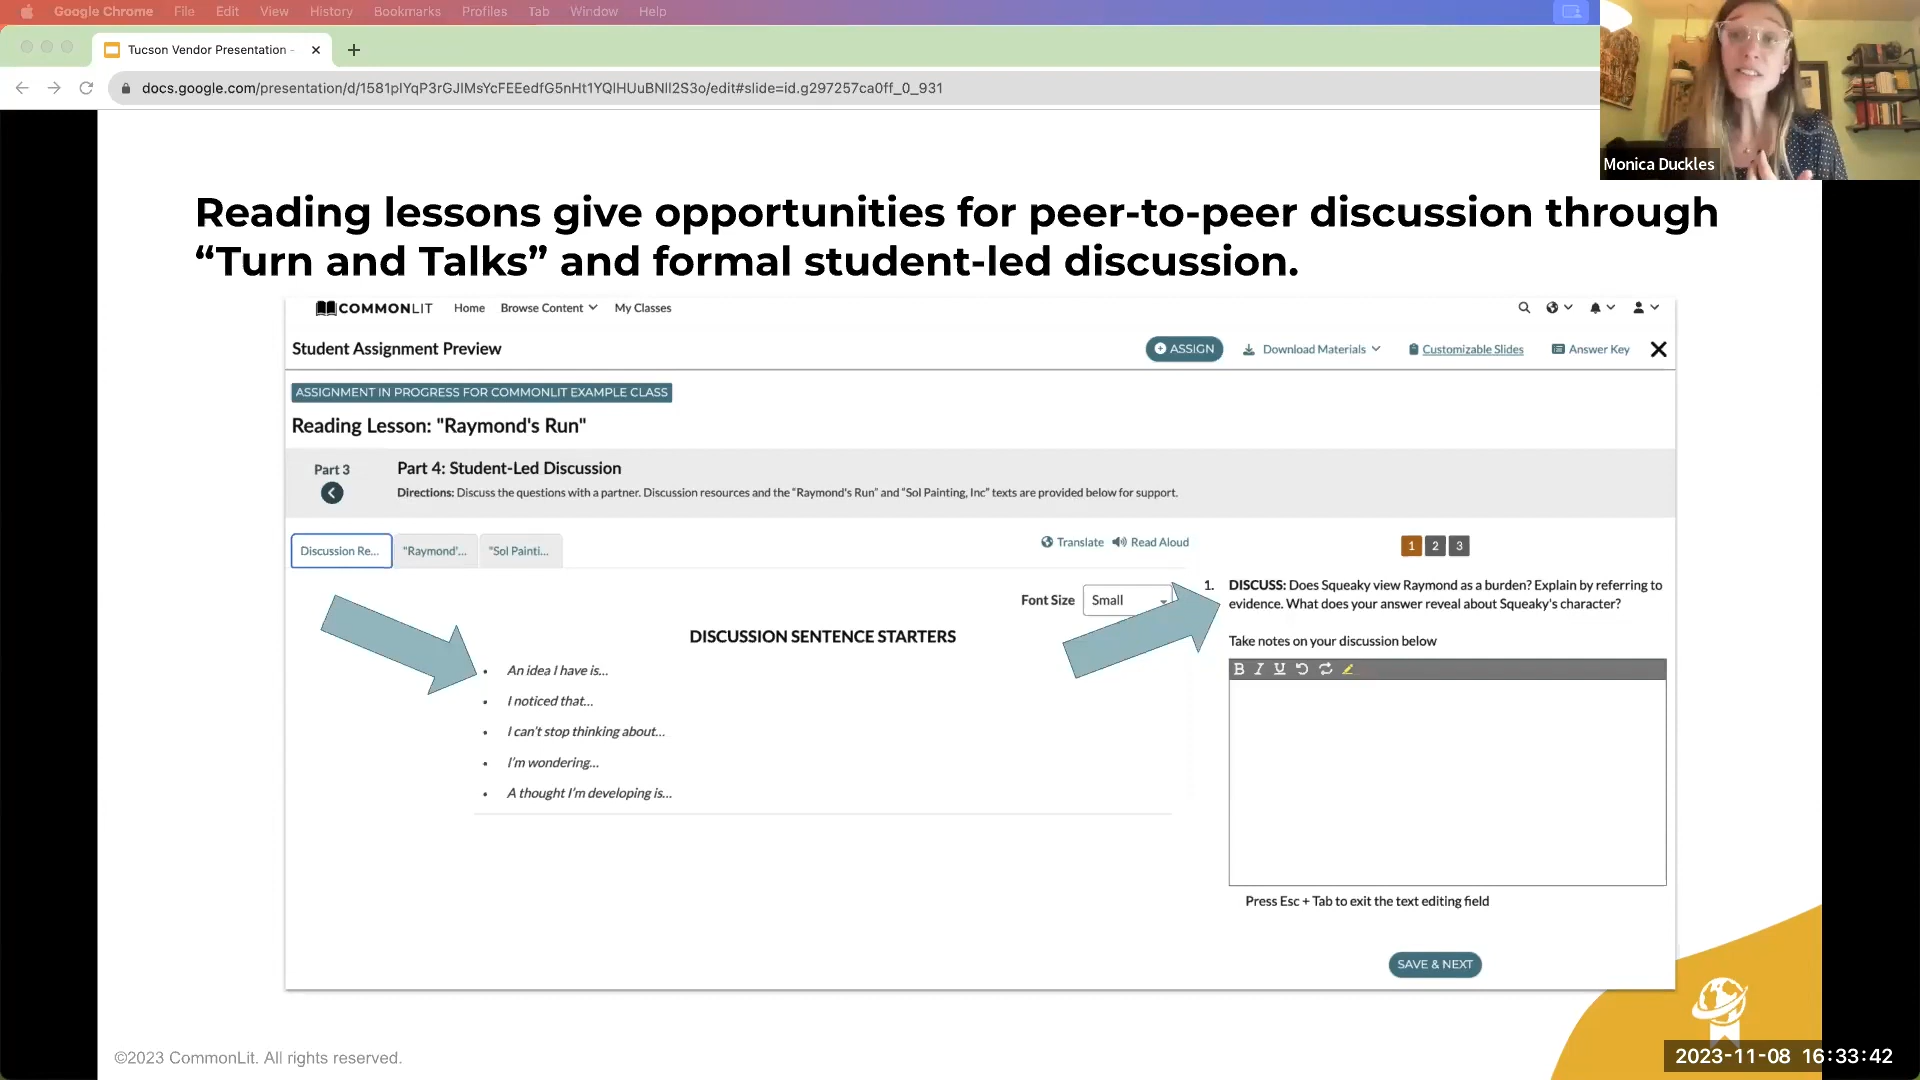 Google Chrome File Edit View History Bookmarks Profiles Tab Window Help
Tucson Vendor Presentation -
docs.google.com/presentation/d/1581pIYqP3rGJIMsYcFEEedfG5nHt1YQIHUuBNIl2S3o/edit#slide=id.g297257ca0ff_0_931
Monica Duckles
Reading lessons give opportunities for peer-to-peer discussion through
“Turn and Talks” and formal student-led discussion.
COMMONLIT Home Browse Content My Classes
Student Assignment Preview
ASSIGN Download Materials Customizable Slides Answer Key
ASSIGNMENT IN PROGRESS FOR COMMONLIT EXAMPLE CLASS
Reading Lesson: "Raymond's Run"
Part 3
Part 4: Student-Led Discussion
Directions: Discuss the questions with a partner. Discussion resources and the "Raymond's Run" and "Sol Painting, Inc" texts are provided below for support.
Discussion Re... "Raymond'... "Sol Painti...
Translate Read Aloud
Font Size Small
DISCUSSION SENTENCE STARTERS
• An idea I have is...
• I noticed that...
• I can't stop thinking about...
• I'm wondering...
• A thought I'm developing is...
1 2 3
1. DISCUSS: Does Squeaky view Raymond as a burden? Explain by referring to
evidence. What does your answer reveal about Squeaky's character?
Take notes on your discussion below
B I U
Press Esc + Tab to exit the text editing field
SAVE & NEXT
©2023 CommonLit. All rights reserved.
2023-11-08 16:33:42